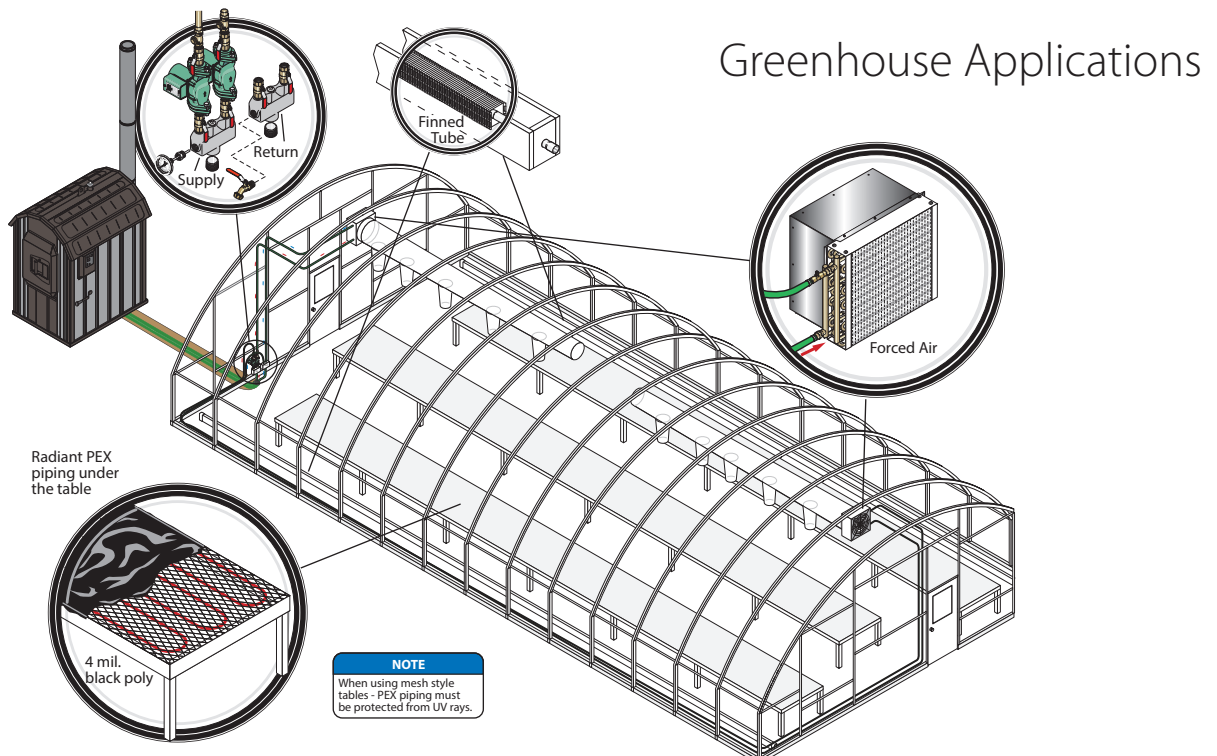 Greenhouse Applications
Supply
Return
Finned
Tube
Forced Air
Radiant PEX
piping under
the table
4 mil.
black poly
NOTE
When using mesh style
tables - PEX piping must
be protected from UV rays.